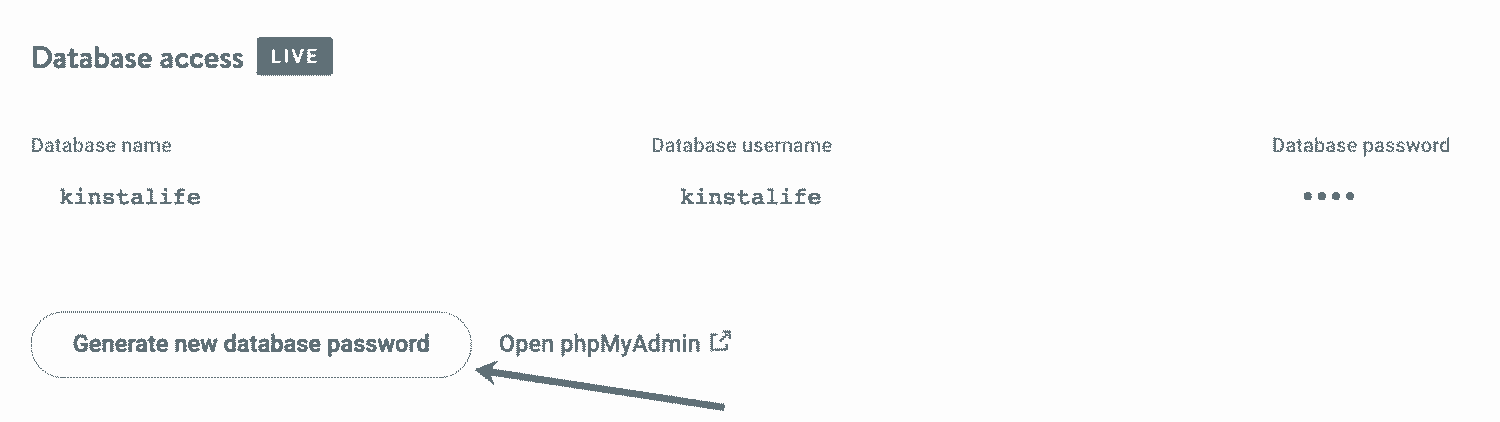 Database access LIVE
Database name Database username Database password
kinstalife kinstalife ••••
Generate new database password Open phpMyAdmin